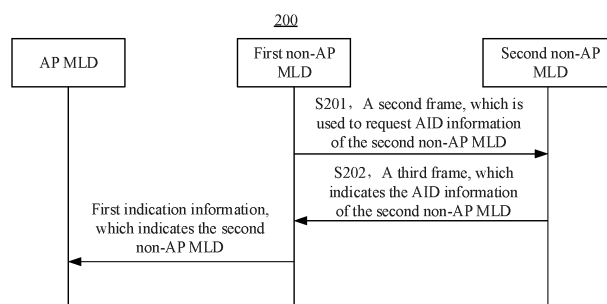 200
AP MLD
First non-AP
MLD
Second non-AP
MLD
S201，A second frame, which is
used to request AID information
of the second non-AP MLD
S202，A third frame, which
indicates the AID information
of the second non-AP MLD
First indication information,
which indicates the second
non-AP MLD